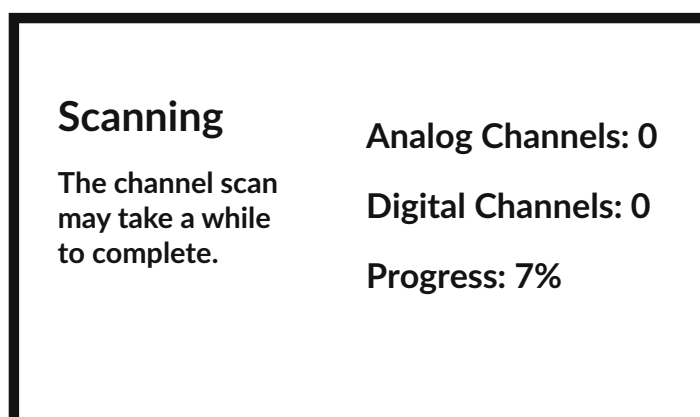 Scanning
The channel scan
may take a while
to complete.
Analog Channels: 0
Digital Channels: 0
Progress: 7%